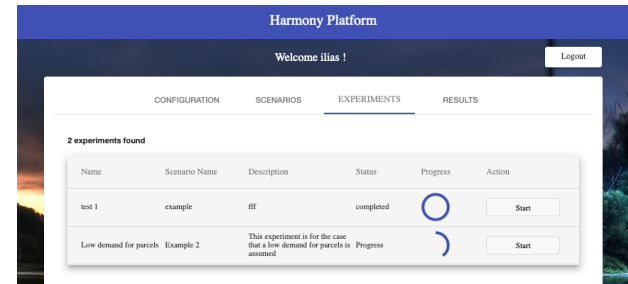 Harmony Platform
Welcome ilias !
Logout
CONFIGURATION SCENARIOS EXPERIMENTS RESULTS
2 experiments found
Name Scenario Name Description Status Progress Action
test 1 example fff completed Start
This experiment is for the case
Low demand for parcels Example 2 that a low demand for parcels is Progress Start
assumed